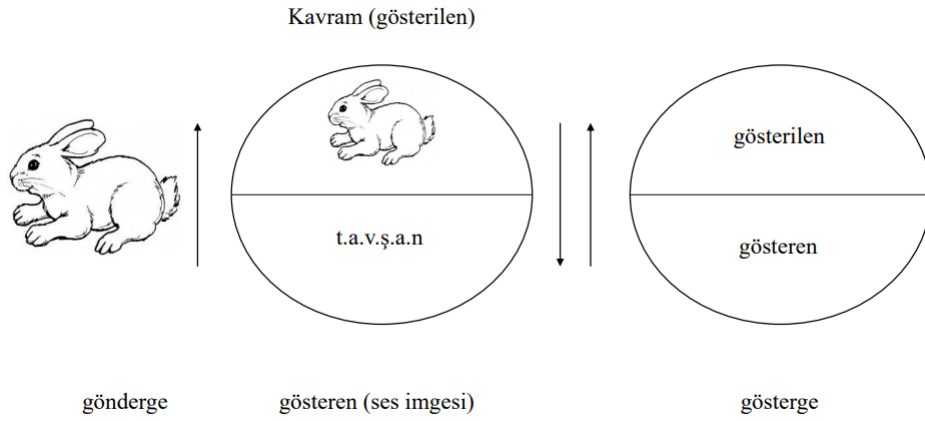 Kavram (gösterilen)
gösterilen
t.a.v.ş.a.n
gösteren
gönderge
gösteren (ses imgesi)
gösterge